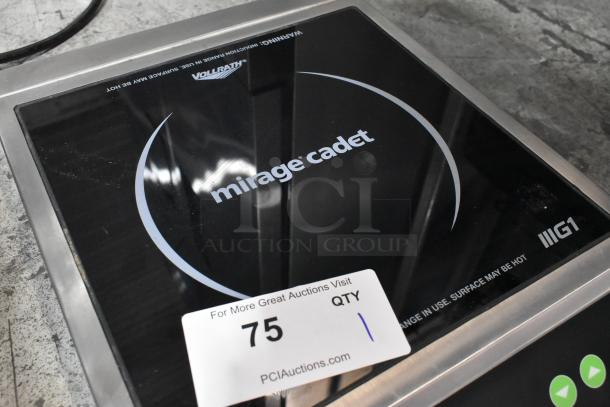 WARNING: INDUCTION RANGE IN USE. SURFACE MAY BE HOT
VOLLRATH
mirage cadet
PCI
AUCTION GROUP
IIIG1
ANGE IN USE. SURFACE MAY BE HOT
For More Great Auctions Visit
75
QTY
1
PCIAuctions.com